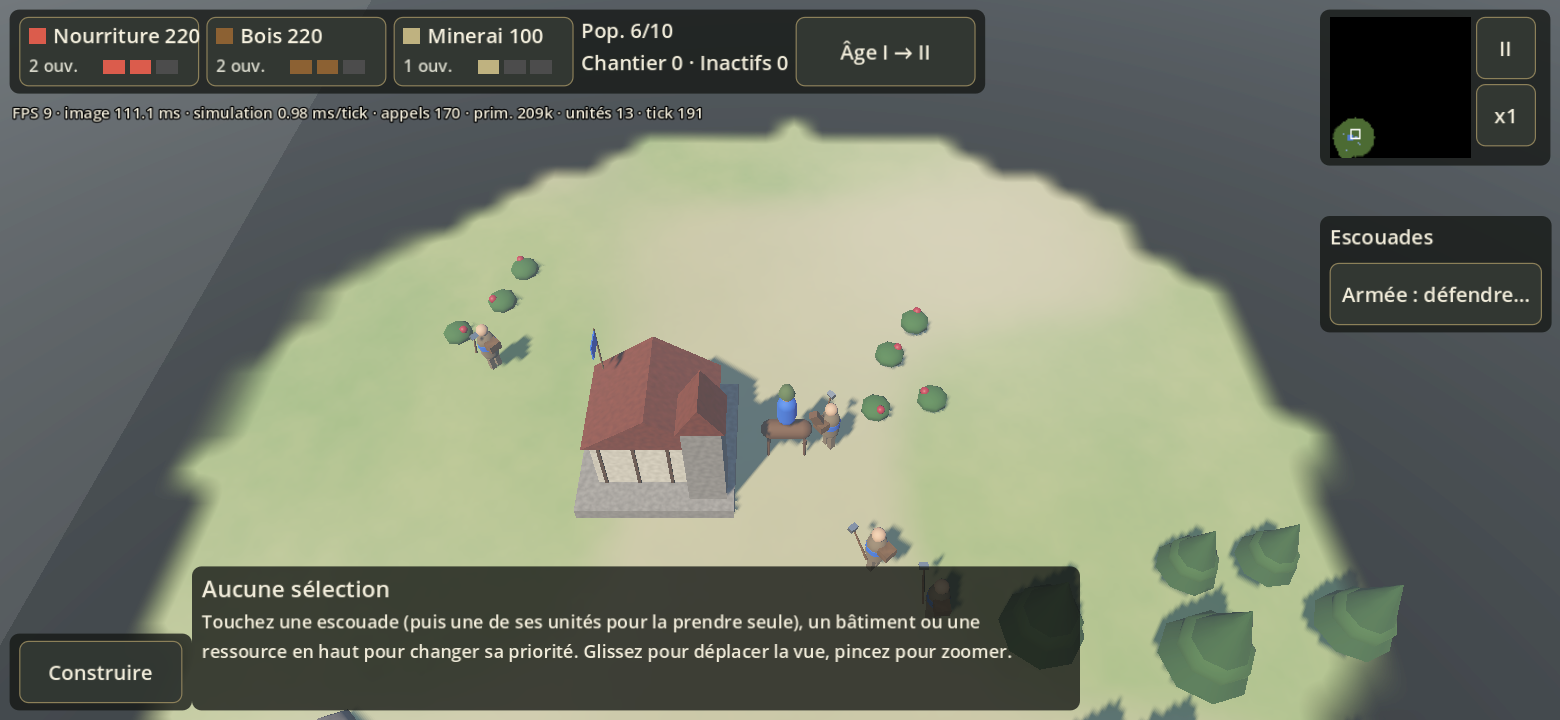 Nourriture 220
2 ouv.
Bois 220
2 ouv.
Minerai 100
1 ouv.
Pop. 6/10
Chantier 0 · Inactifs 0
Âge I → II
II
x1
FPS 9 · image 111.1 ms · simulation 0.98 ms/tick · appels 170 · prim. 209k · unités 13 · tick 191
Escouades
Armée : défendre...
Aucune sélection
Touchez une escouade (puis une de ses unités pour la prendre seule), un bâtiment ou une
ressource en haut pour changer sa priorité. Glissez pour déplacer la vue, pincez pour zoomer.
Construire